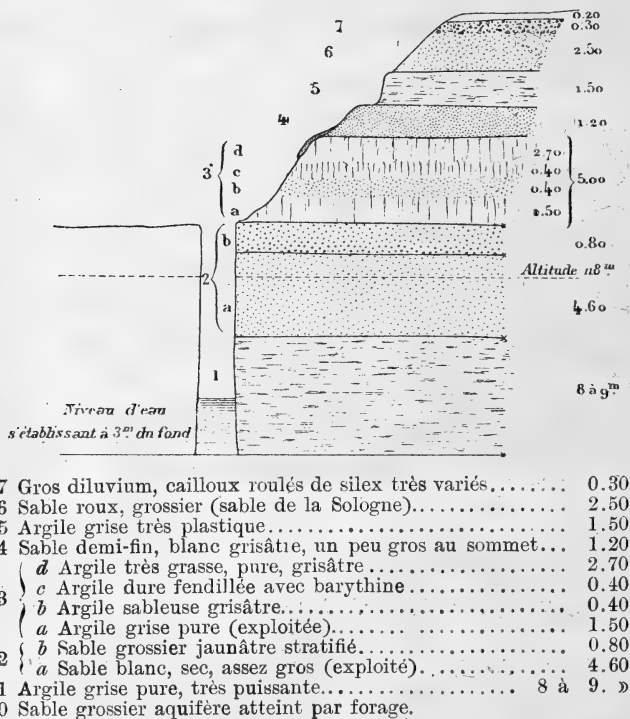 0.20
7 0.30
6 2.50
5 1.50
4 1.20
3
d 2.70
c 0.40
b 0.40
a 1.50
5.00
2
b 0.80
Altitude 118.m
a 4.60
1 8 à 9m
Niveau d'eau
s'établissant à 3.m du fond
7 Gros diluvium, cailloux roulés de silex très variés....... 0.30
6 Sable roux, grossier (sable de la Sologne)............... 2.50
5 Argile grise très plastique............................. 1.50
4 Sable demi-fin, blanc grisâtre, un peu gros au sommet... 1.20
3
d Argile très grasse, pure, grisâtre .................. 2.70
c Argile dure fendillée avec barythine............... 0.40
b Argile sableuse grisâtre........................... 0.40
a Argile grise pure (exploitée)...................... 1.50
2
b Sable grossier jaunâtre stratifié.................. 0.80
a Sable blanc, sec, assez gros (exploité)............. 4.60
1 Argile grise pure, très puissante.................. 8 à 9. »
0 Sable grossier aquifère atteint par forage.